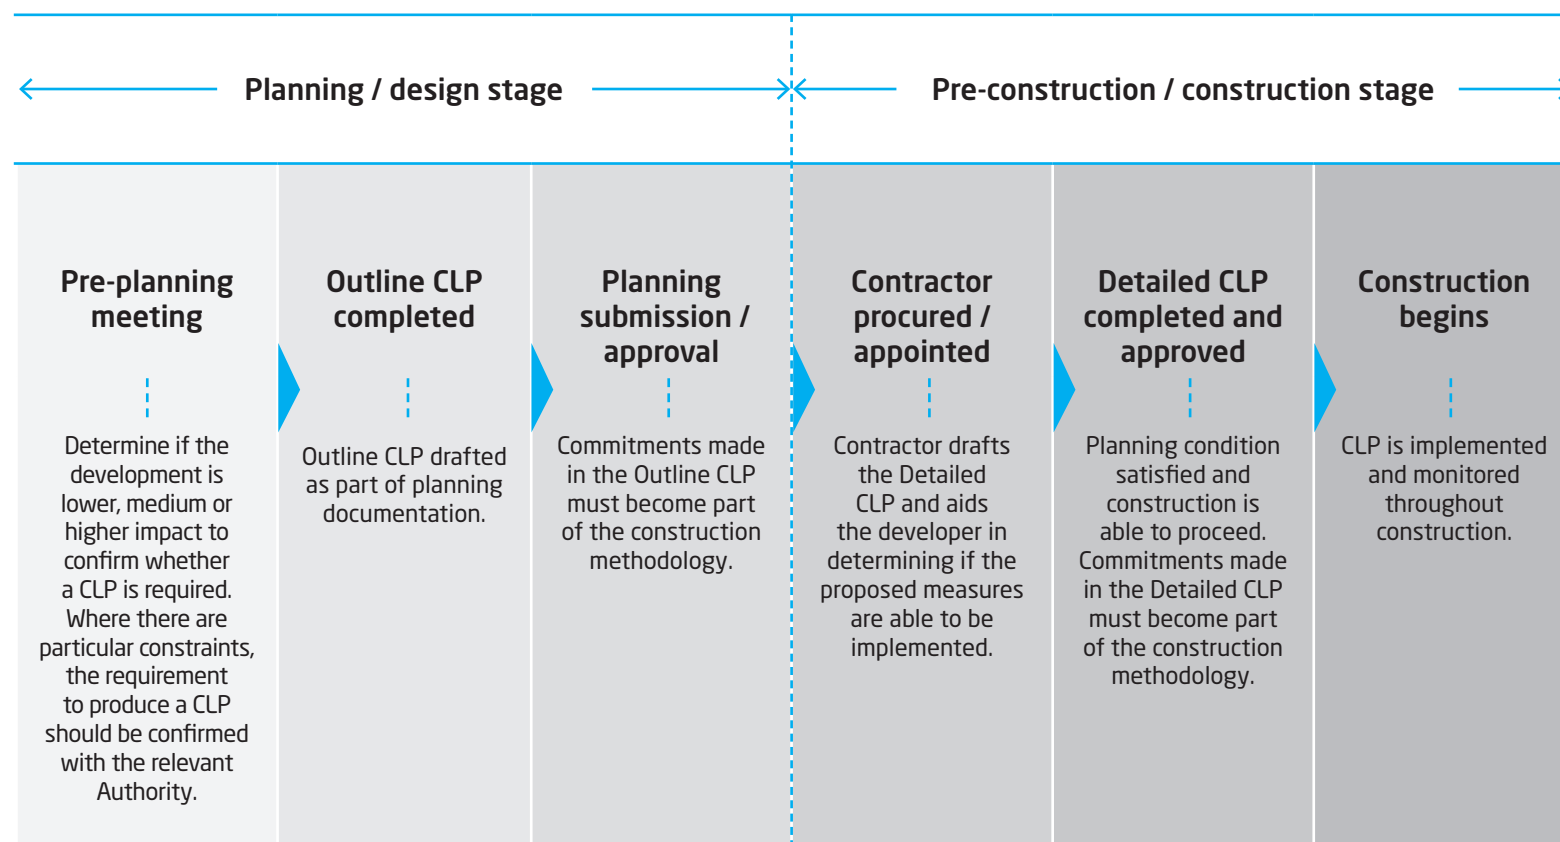 Planning / design stage
Pre-construction / construction stage
Pre-planning
meeting
Determine if the
development is
lower, medium or
higher impact to
confirm whether
a CLP is required.
Where there are
particular constraints,
the requirement
to produce a CLP
should be confirmed
with the relevant
Authority.
Outline CLP
completed
Outline CLP drafted
as part of planning
documentation.
Planning
submission /
approval
Commitments made
in the Outline CLP
must become part
of the construction
methodology.
Contractor
procured /
appointed
Contractor drafts
the Detailed
CLP and aids
the developer in
determining if the
proposed measures
are able to be
implemented.
Detailed CLP
completed and
approved
Planning condition
satisfied and
construction is
able to proceed.
Commitments made
in the Detailed CLP
must become part
of the construction
methodology.
Construction
begins
CLP is implemented
and monitored
throughout
construction.